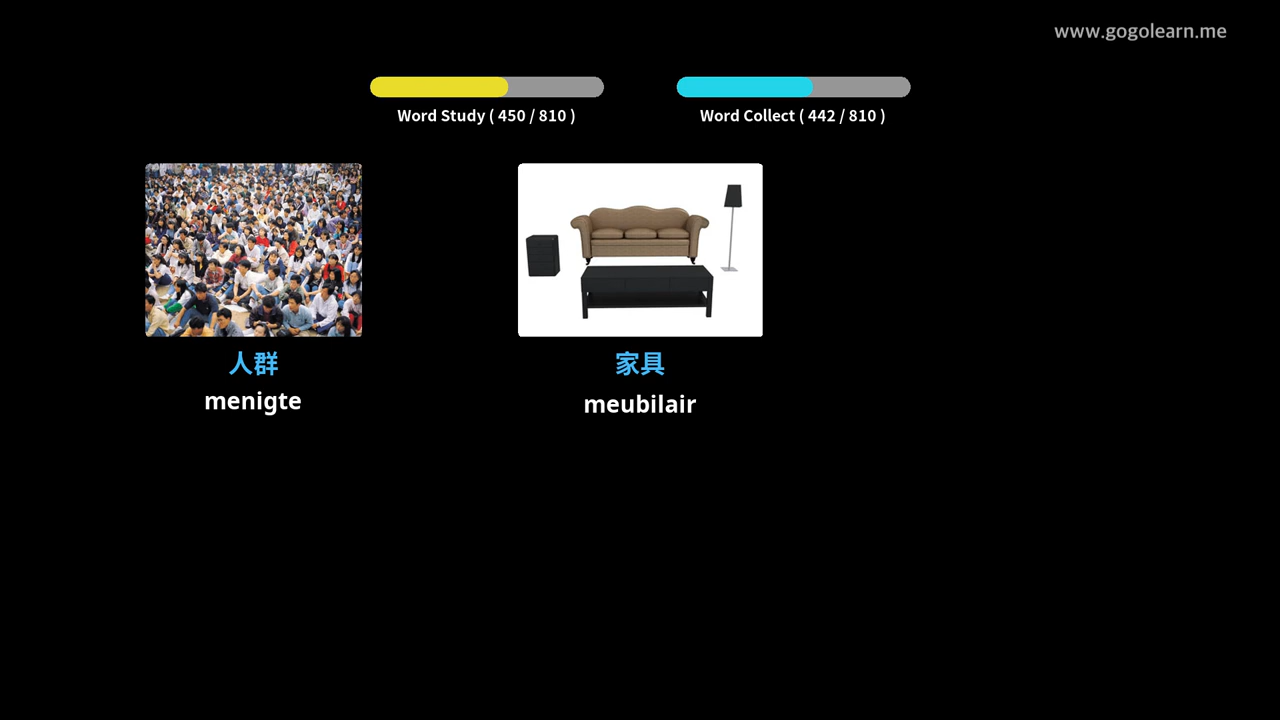 www.gogolearn.me
Word Study ( 450 / 810 )
Word Collect ( 442 / 810 )
人群
menigte
家具
meubilair